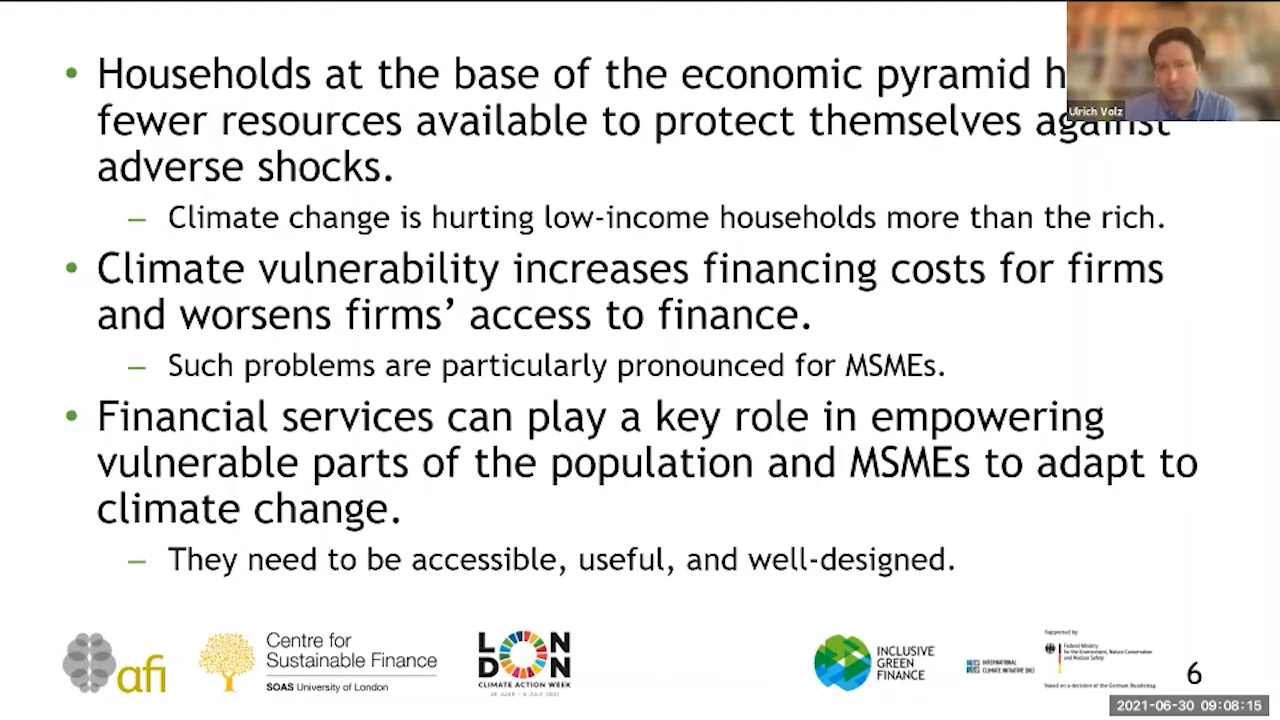 Households at the base of the economic pyramid h
fewer resources available to protect themselves against
adverse shocks.
– Climate change is hurting low-income households more than the rich.
Climate vulnerability increases financing costs for firms
and worsens firms’ access to finance.
– Such problems are particularly pronounced for MSMEs.
Financial services can play a key role in empowering
vulnerable parts of the population and MSMEs to adapt to
climate change.
– They need to be accessible, useful, and well-designed.
Ulrich Volz
afi
Centre for
Sustainable Finance
SOAS University of London
LONDON
CLIMATE ACTION WEEK
26 JUNE - 4 JULY 2021
INCLUSIVE
GREEN
FINANCE
INTERNATIONAL
CLIMATE INITIATIVE (IKI)
Supported by:
Federal Ministry
for the Environment, Nature Conservation
and Nuclear Safety
based on a decision of the German Bundestag
6
2021-06-30 09:08:15